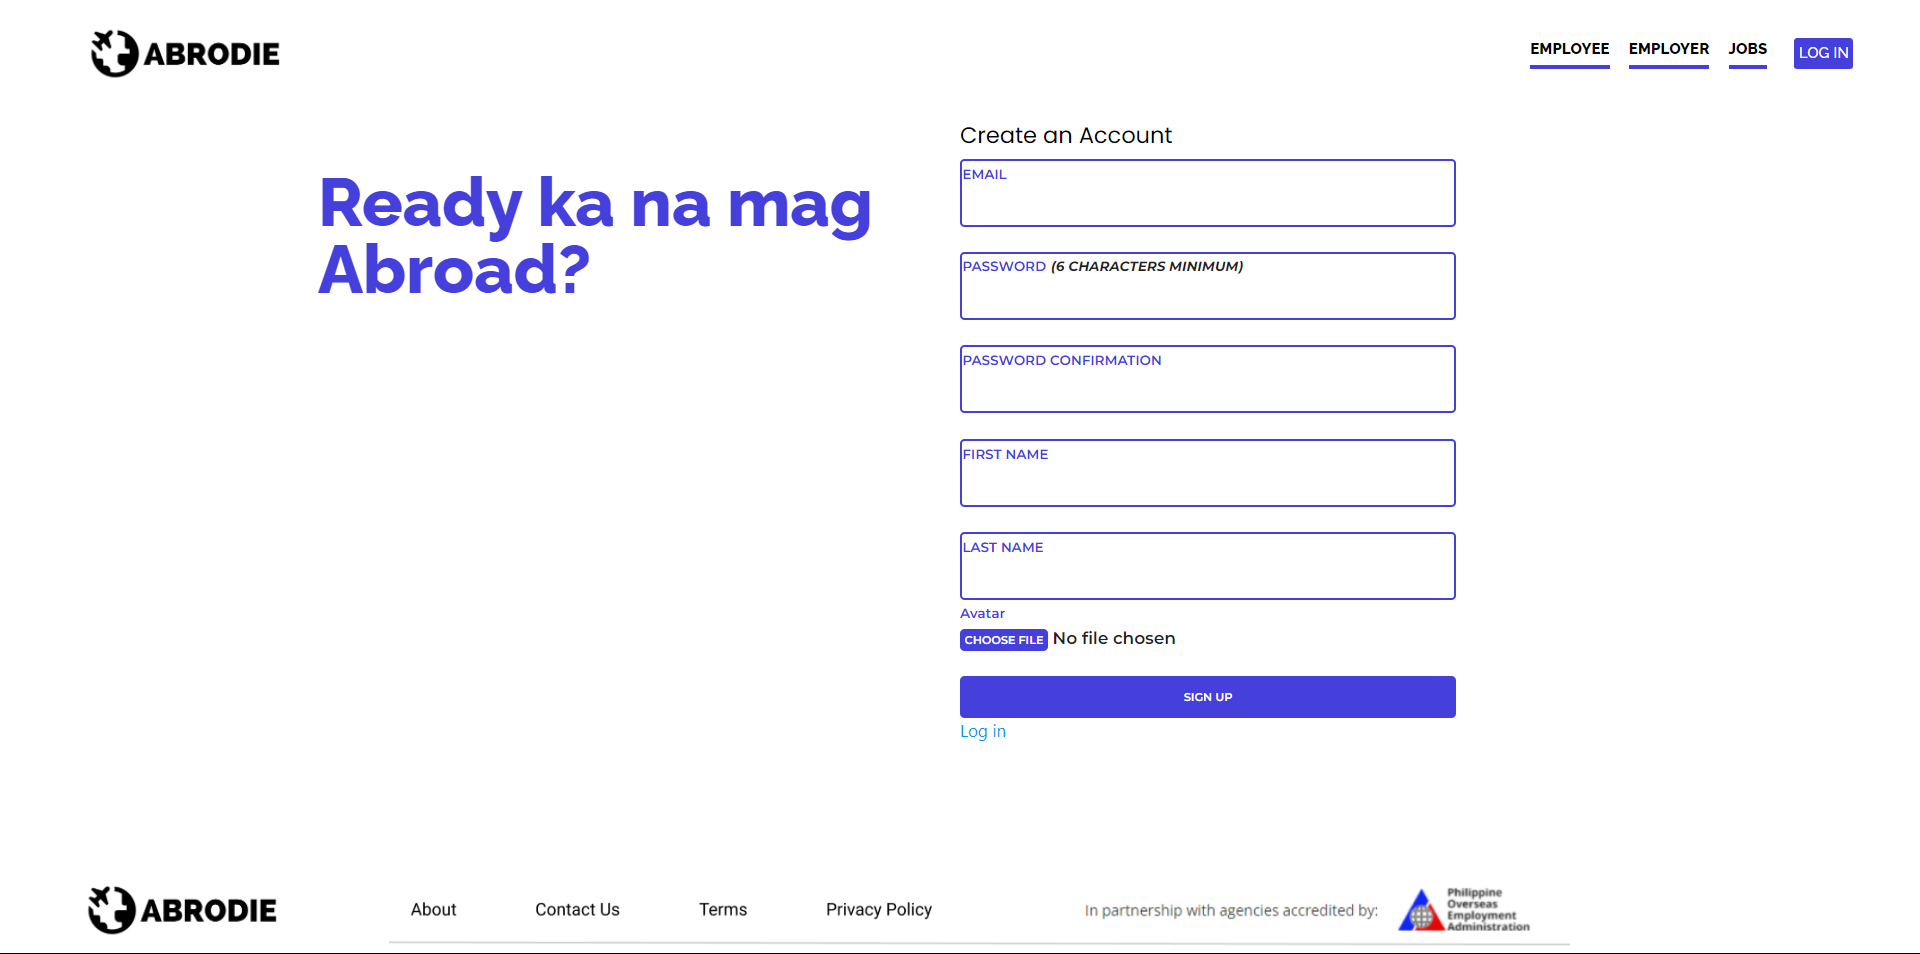 ABRODIE
EMPLOYEE EMPLOYER JOBS LOG IN
Ready ka na mag
Abroad?
Create an Account
EMAIL
PASSWORD (6 CHARACTERS MINIMUM)
PASSWORD CONFIRMATION
FIRST NAME
LAST NAME
Avatar
CHOOSE FILE No file chosen
SIGN UP
Log in
ABRODIE
About Contact Us Terms Privacy Policy
In partnership with agencies accredited by:
Philippine
Overseas
Employment
Administration